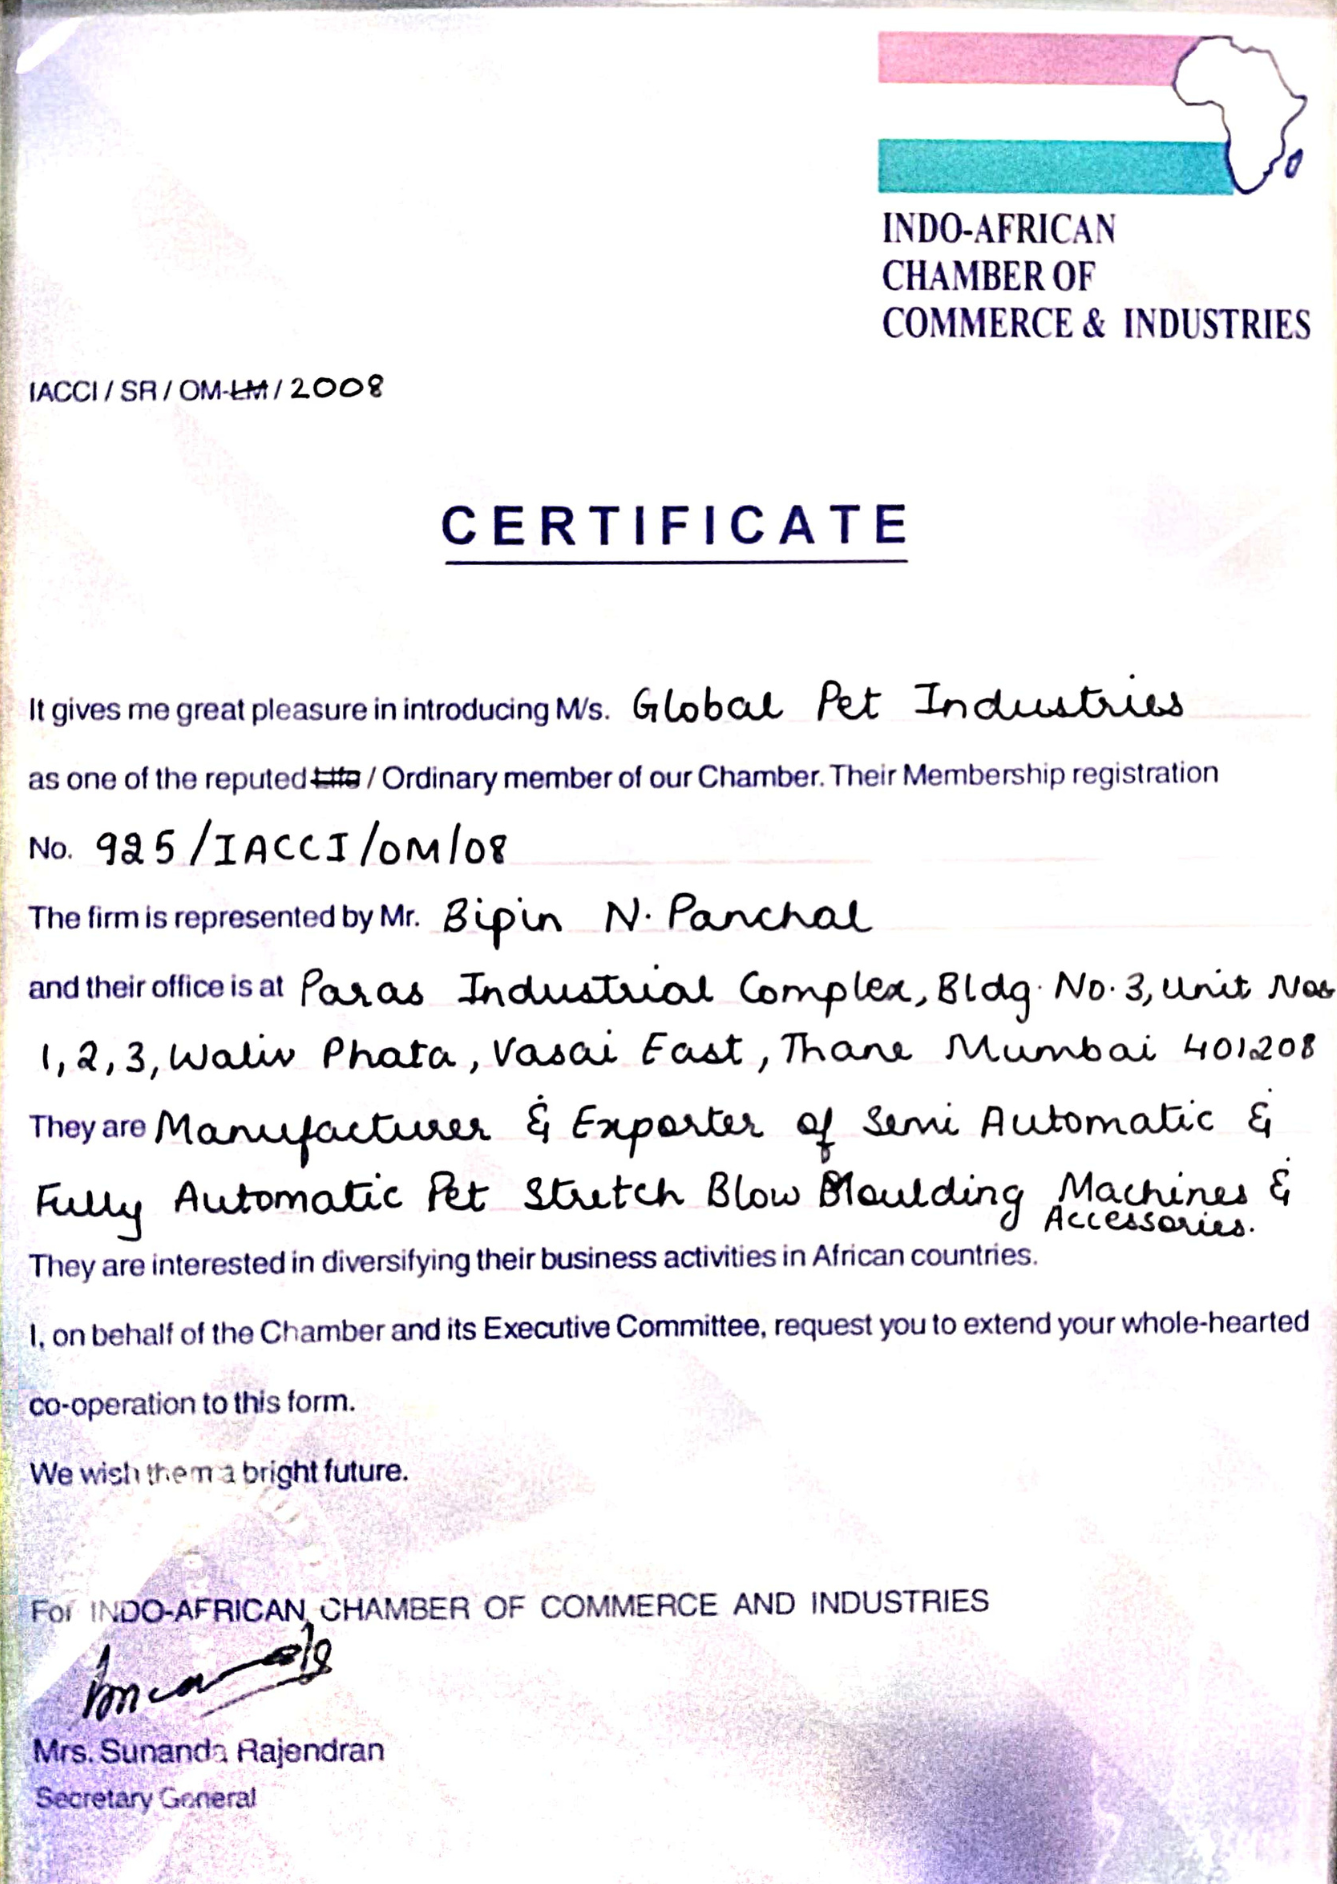 INDO-AFRICAN
CHAMBER OF
COMMERCE & INDUSTRIES
IACCI / SR / OM-LM / 2008
CERTIFICATE
It gives me great pleasure in introducing M/s. Global Pet Industries
as one of the reputed Life / Ordinary member of our Chamber. Their Membership registration
No. 925/IACCI/OM/08
The firm is represented by Mr. Bipin N. Panchal
and their office is at Paras Industrial Complex, Bldg. No. 3, Unit Nos
1, 2, 3, Waliv Phata, Vasai East, Thane Mumbai 401208
They are Manufacturer & Exporter of Semi Automatic &
Fully Automatic Pet Stretch Blow Moulding Machines &
Accessories.
They are interested in diversifying their business activities in African countries.
I, on behalf of the Chamber and its Executive Committee, request you to extend your whole-hearted
co-operation to this form.
We wish them a bright future.
For INDO-AFRICAN CHAMBER OF COMMERCE AND INDUSTRIES
Mrs. Sunanda Rajendran
Secretary General